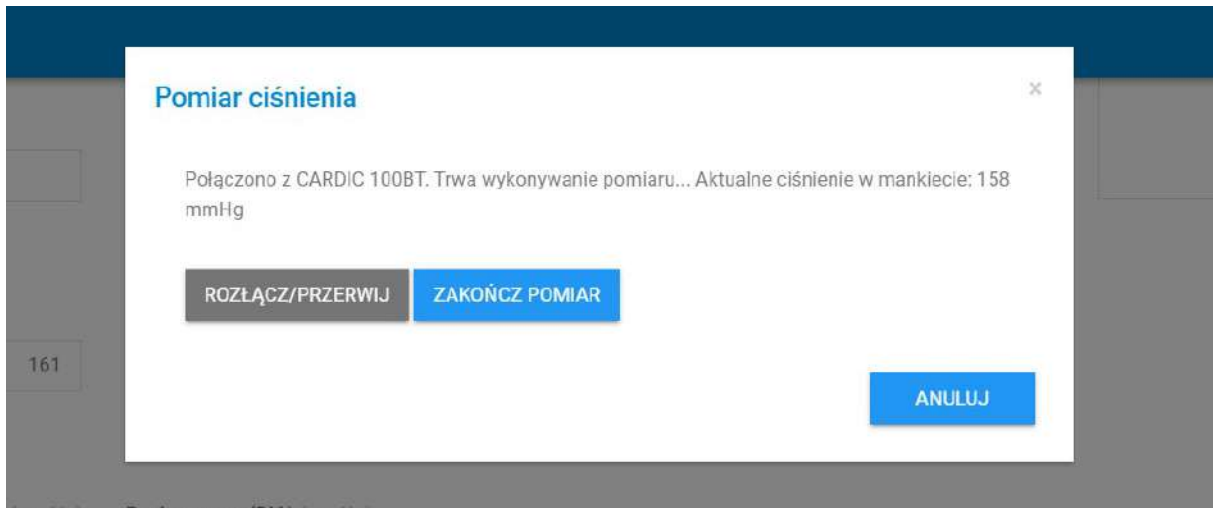 Pomiar ciśnienia
×
Połączono z CARDIC 100BT. Trwa wykonywanie pomiaru... Aktualne ciśnienie w mankiecie: 158
mmHg
ROZŁĄCZ/PRZERWIJ ZAKOŃCZ POMIAR
161
ANULUJ